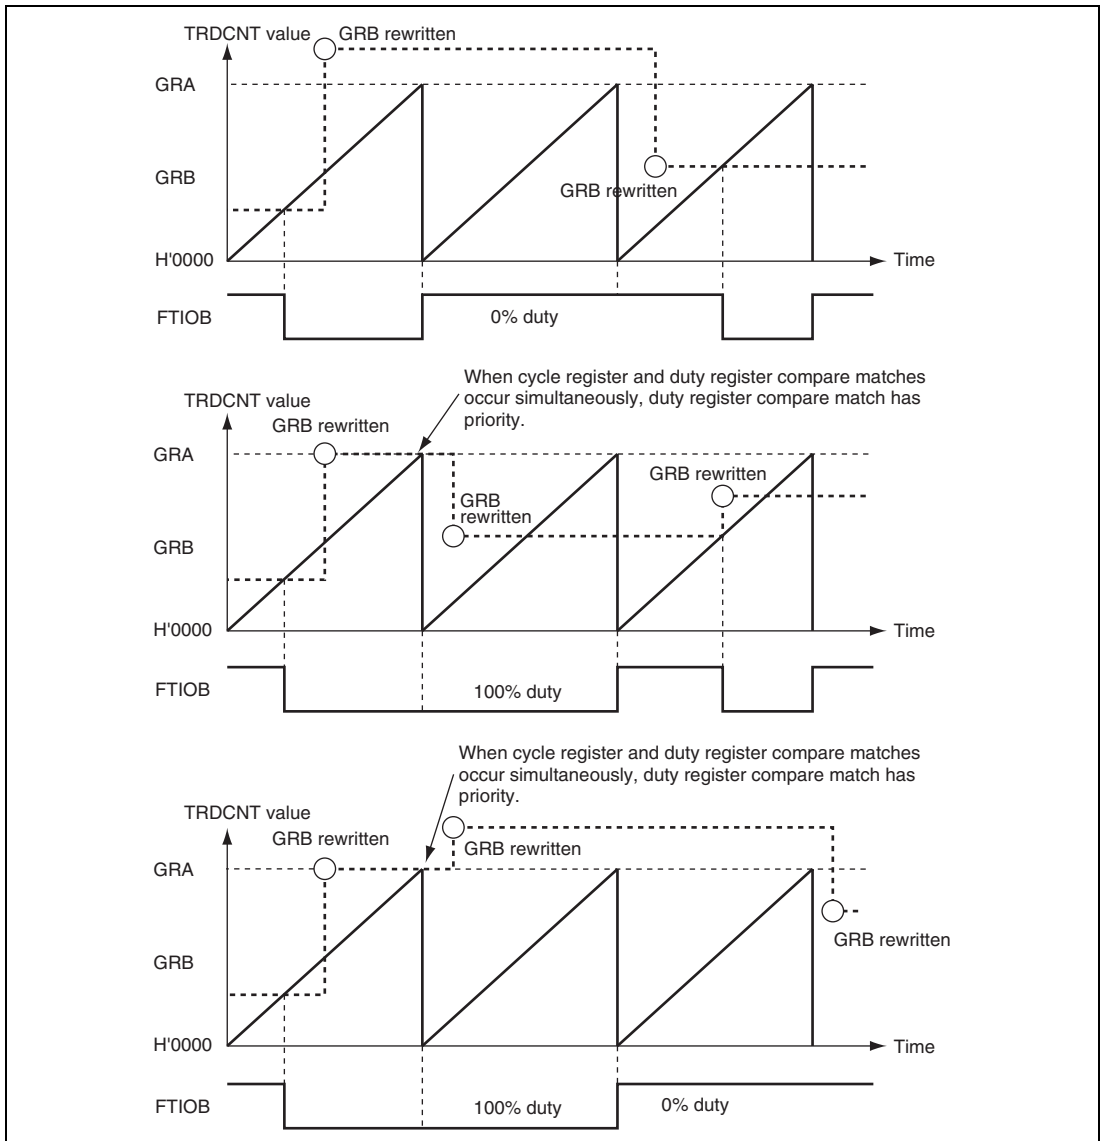 TRDCNT value
GRB rewritten
GRA
GRB
GRB rewritten
H'0000
Time
FTIOB
0% duty
When cycle register and duty register compare matches
occur simultaneously, duty register compare match has
priority.
TRDCNT value
GRB rewritten
GRA
GRB rewritten
GRB
rewritten
GRB
H'0000
Time
FTIOB
100% duty
When cycle register and duty register compare matches
occur simultaneously, duty register compare match has
priority.
TRDCNT value
GRB rewritten
GRB rewritten
GRA
GRB rewritten
GRB
H'0000
Time
FTIOB
100% duty
0% duty